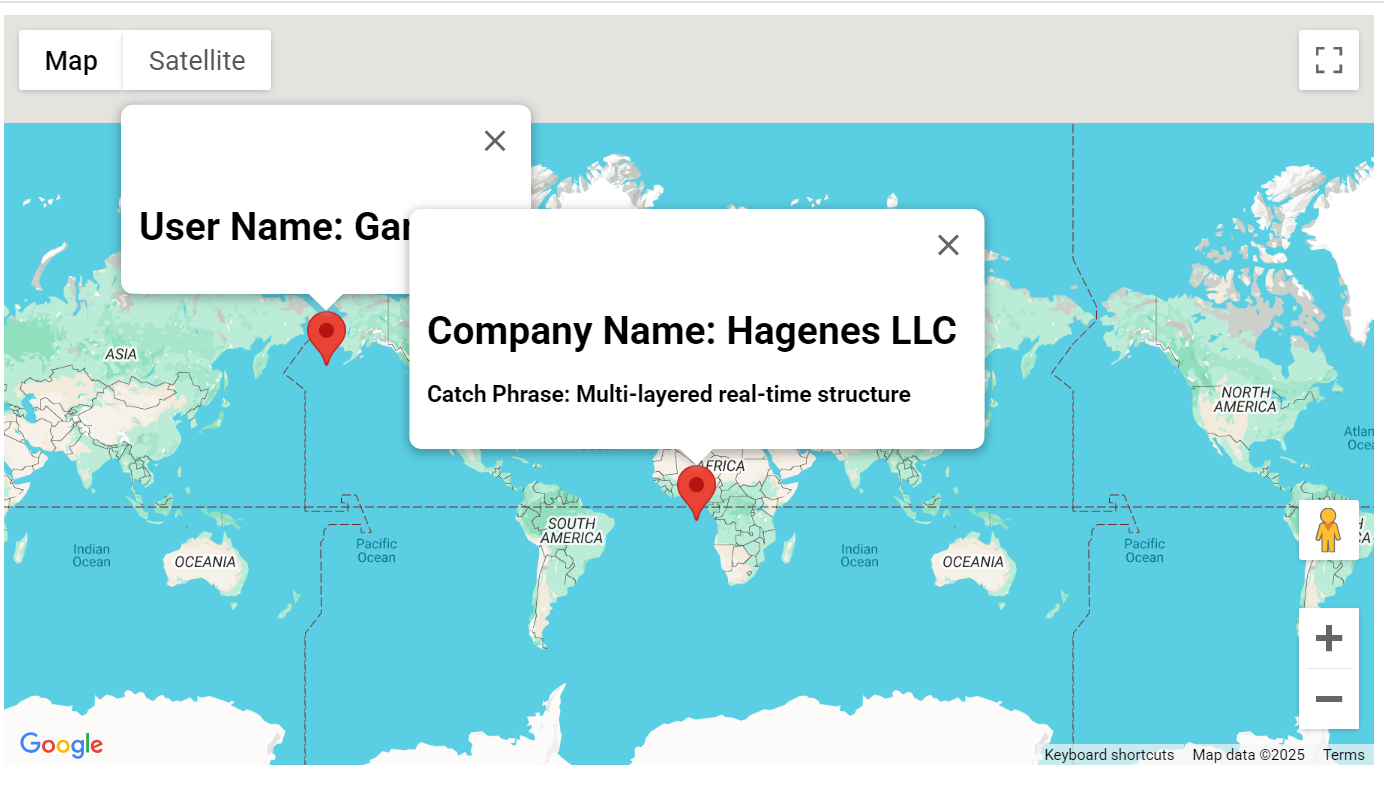 Map
Satellite
User Name: Gar
Company Name: Hagenes LLC
Catch Phrase: Multi-layered real-time structure
ASIA
NORTH
AMERICA
Atlan
Ocea
AFRICA
SOUTH
AMERICA
Indian
Ocean
OCEANIA
Pacific
Ocean
Indian
Ocean
OCEANIA
Pacific
Ocean
Google
Keyboard shortcuts
Map data ©2025
Terms